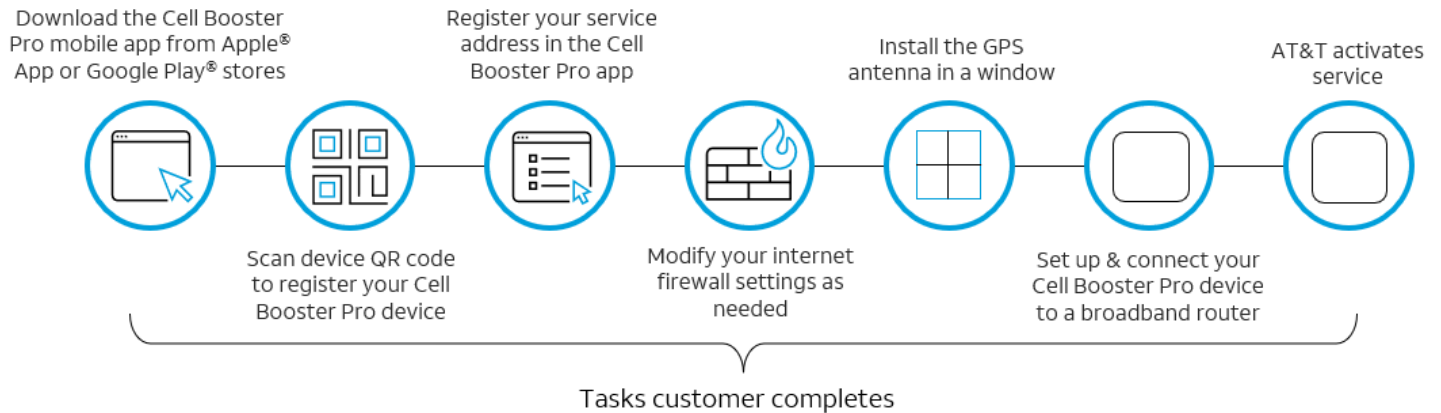 Download the Cell Booster
Pro mobile app from Apple®
App or Google Play® stores
Scan device QR code
to register your Cell
Booster Pro device
Register your service
address in the Cell
Booster Pro app
Modify your internet
firewall settings as
needed
Install the GPS
antenna in a window
Set up & connect your
Cell Booster Pro device
to a broadband router
AT&T activates
service
Tasks customer completes